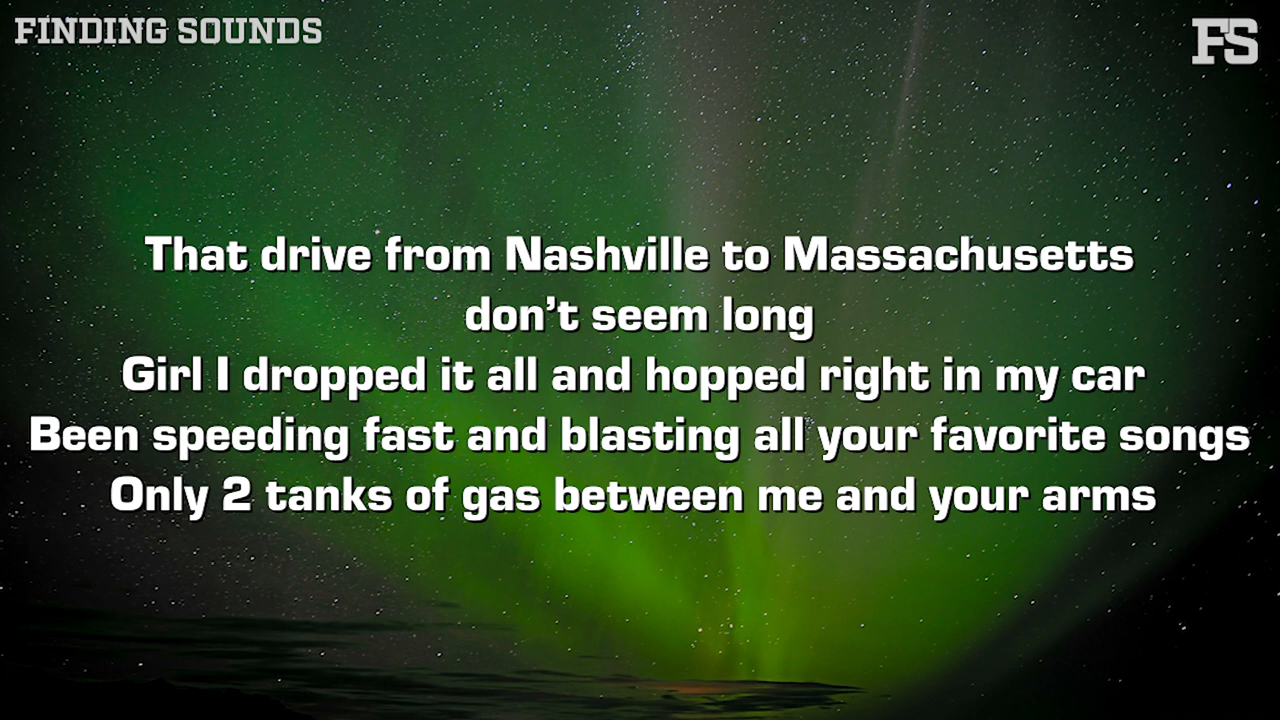 FINDING SOUNDS
FS
That drive from Nashville to Massachusetts
don’t seem long
Girl I dropped it all and hopped right in my car
Been speeding fast and blasting all your favorite songs
Only 2 tanks of gas between me and your arms